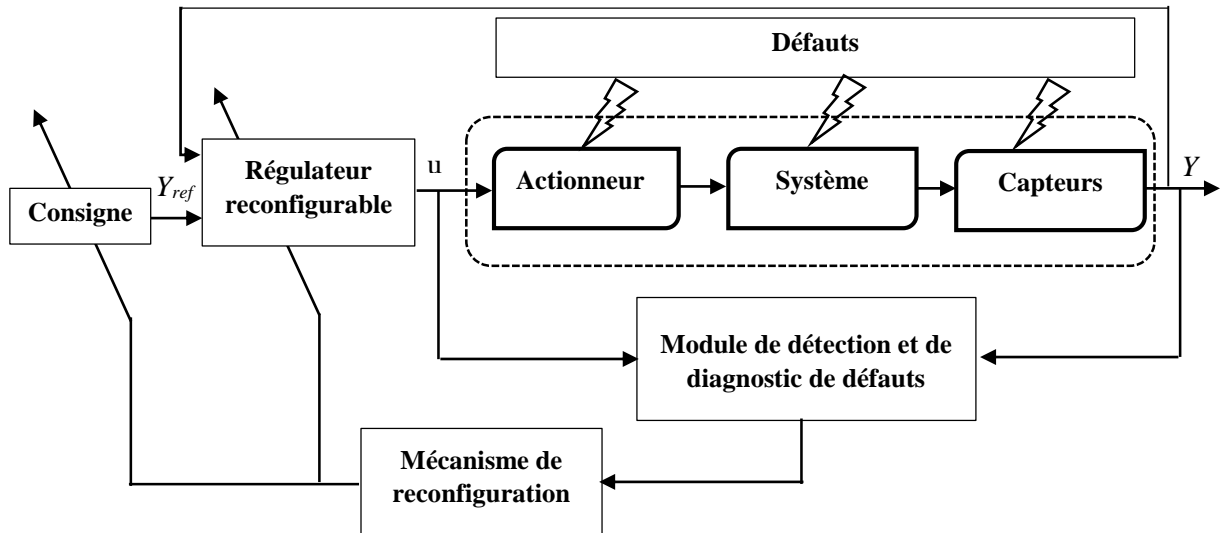 Défauts
Régulateur
reconfigurable
u
Actionneur
Système
Capteurs
Y
Consigne
Yref
Module de détection et de
diagnostic de défauts
Mécanisme de
reconfiguration